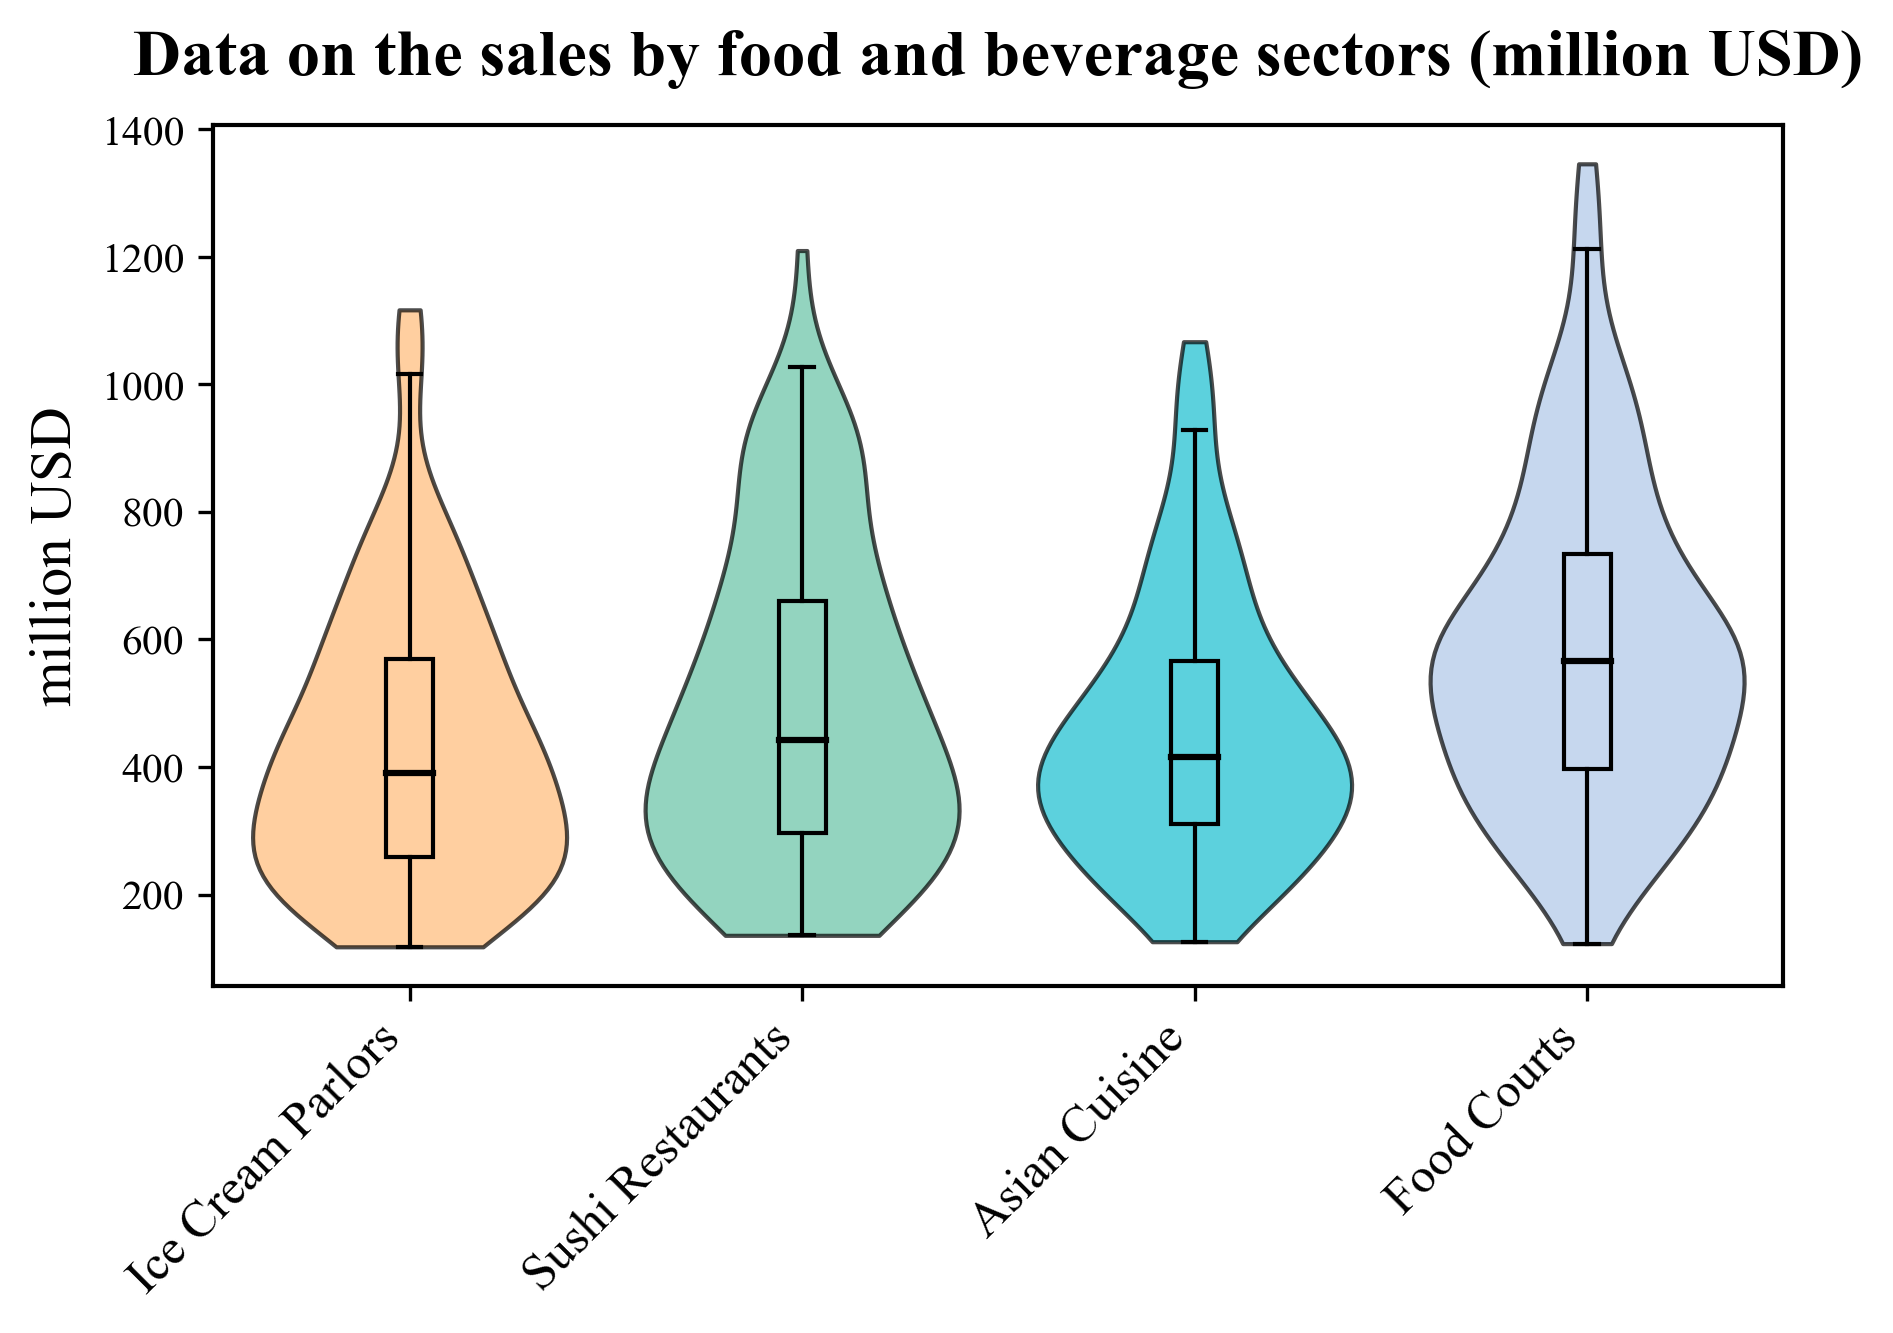 Data on the sales by food and beverage sectors (million USD)
million USD
1400
1200
1000
800
600
400
200
Ice Cream Parlors
Sushi Restaurants
Asian Cuisine
Food Courts